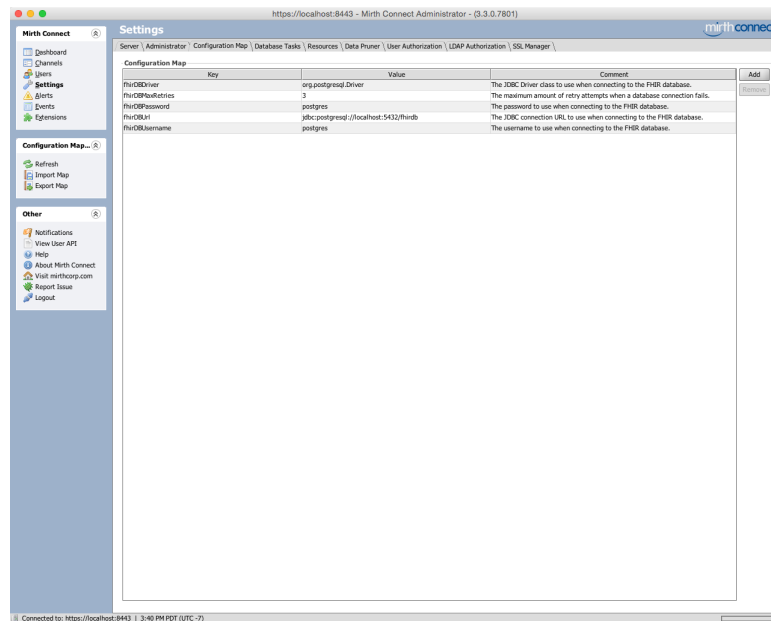 https://localhost:8443 - Mirth Connect Administrator - (3.3.0.7801)
Mirth Connect
Dashboard
Channels
Users
Settings
Alerts
Events
Extensions
Configuration Map...
Refresh
Import Map
Export Map
Other
Notifications
View User API
Help
About Mirth Connect
Visit mirthcorp.com
Report Issue
Logout
Settings
mirth connec
Server \ Administrator \ Configuration Map \ Database Tasks \ Resources \ Data Pruner \ User Authorization \ LDAP Authorization \ SSL Manager \
Configuration Map
Key Value Comment
fhirDBDriver org.postgresql.Driver The JDBC Driver class to use when connecting to the FHIR database.
fhirDBMaxRetries 3 The maximum amount of retry attempts when a database connection fails.
fhirDBPassword postgres The password to use when connecting to the FHIR database.
fhirDBUrl jdbc:postgresql://localhost:5432/fhirdb The JDBC connection URL to use when connecting to the FHIR database.
fhirDBUsername postgres The username to use when connecting to the FHIR database.
Add
Remove
Connected to: https://localhost:8443 | 3:40 PM PDT (UTC -7)